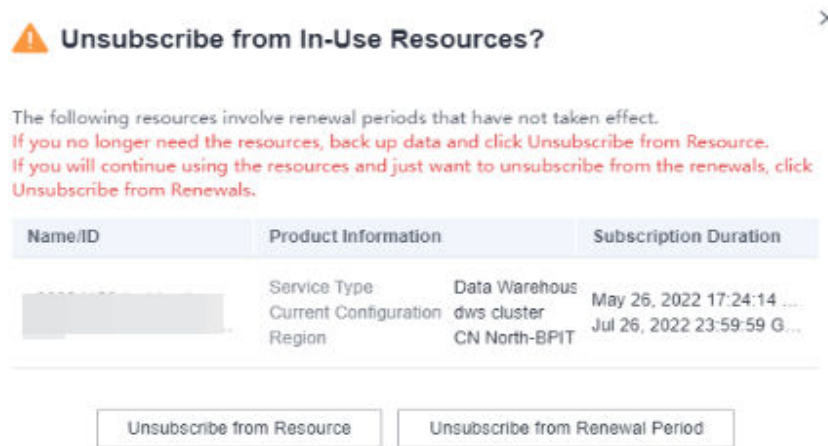 Unsubscribe from In-Use Resources?
The following resources involve renewal periods that have not taken effect.
If you no longer need the resources, back up data and click Unsubscribe from Resource.
If you will continue using the resources and just want to unsubscribe from the renewals, click
Unsubscribe from Renewals.
Name/ID Product Information Subscription Duration
Service Type Data Warehous
Current Configuration dws cluster
Region CN North-BPIT
May 26, 2022 17:24:14 ...
Jul 26, 2022 23:59:59 G...
Unsubscribe from Resource Unsubscribe from Renewal Period